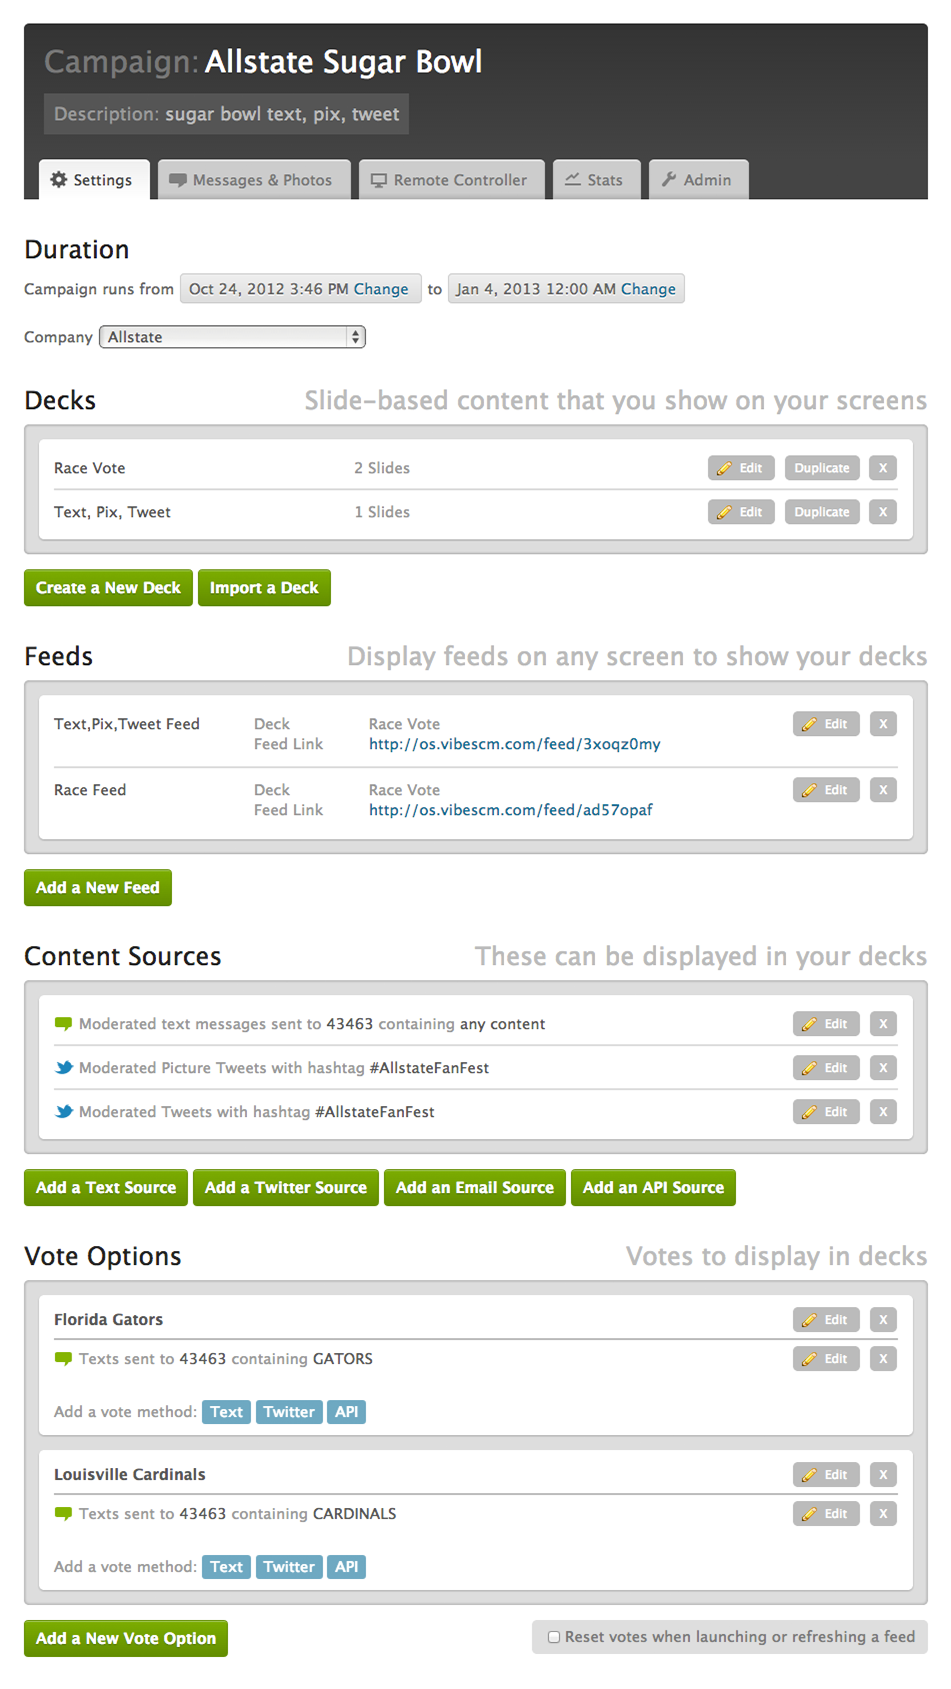 Campaign: Allstate Sugar Bowl
Description: sugar bowl text, pix, tweet
Settings Messages & Photos Remote Controller Stats Admin
Duration
Campaign runs from Oct 24, 2012 3:46 PM Change to Jan 4, 2013 12:00 AM Change
Company Allstate
Decks Slide-based content that you show on your screens
Race Vote 2 Slides Edit Duplicate X
Text, Pix, Tweet 1 Slides Edit Duplicate X
Create a New Deck Import a Deck
Feeds Display feeds on any screen to show your decks
Text,Pix,Tweet Feed Deck Race Vote Edit X
Feed Link http://os.vibescm.com/feed/3xoqz0my
Race Feed Deck Race Vote Edit X
Feed Link http://os.vibescm.com/feed/ad57opaf
Add a New Feed
Content Sources These can be displayed in your decks
Moderated text messages sent to 43463 containing any content Edit X
Moderated Picture Tweets with hashtag #AllstateFanFest Edit X
Moderated Tweets with hashtag #AllstateFanFest Edit X
Add a Text Source Add a Twitter Source Add an Email Source Add an API Source
Vote Options Votes to display in decks
Florida Gators Edit X
Texts sent to 43463 containing GATORS Edit X
Add a vote method: Text Twitter API
Louisville Cardinals Edit X
Texts sent to 43463 containing CARDINALS Edit X
Add a vote method: Text Twitter API
Add a New Vote Option Reset votes when launching or refreshing a feed